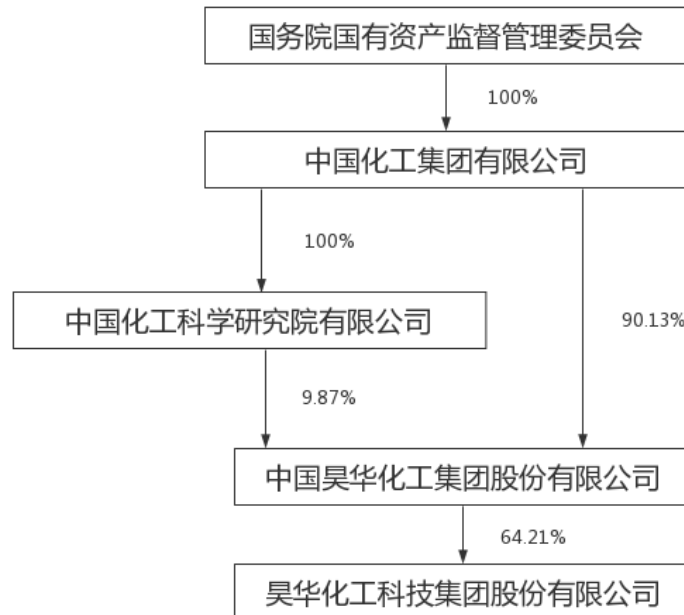 国务院国有资产监督管理委员会
100%
中国化工集团有限公司
100%
中国化工科学研究院有限公司
90.13%
9.87%
中国昊华化工集团股份有限公司
64.21%
昊华化工科技集团股份有限公司